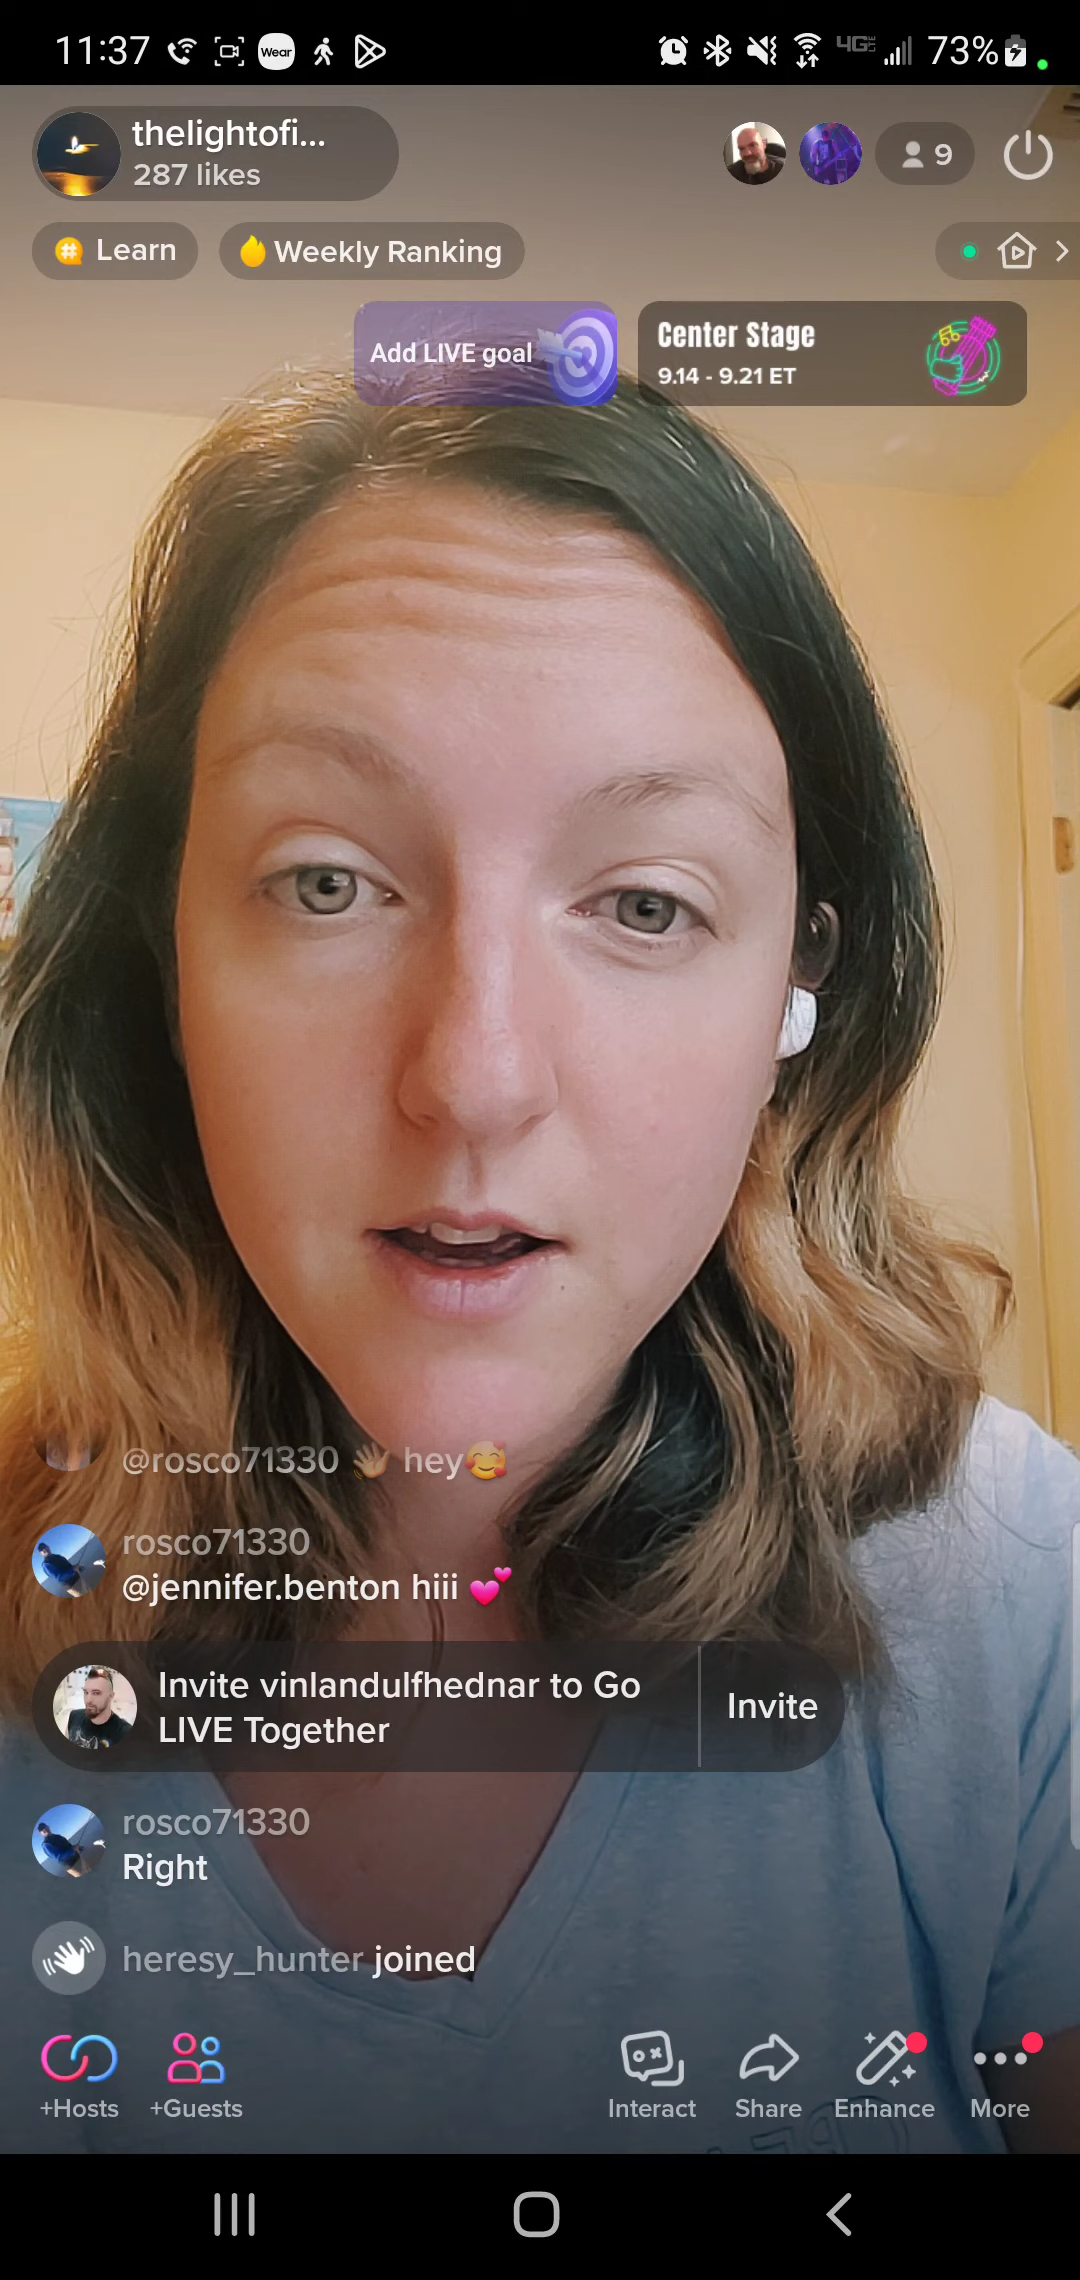 11:37
Wear
4G LTE
73%
thelightofi...
287 likes
9
Learn
Weekly Ranking
Add LIVE goal
Center Stage
9.14 - 9.21 ET
@rosco71330 👋 hey🥰
rosco71330
@jennifer.benton hiii 💕
Invite vinlandulfhednar to Go
LIVE Together
Invite
rosco71330
Right
heresy_hunter joined
+Hosts
+Guests
Interact
Share
Enhance
More